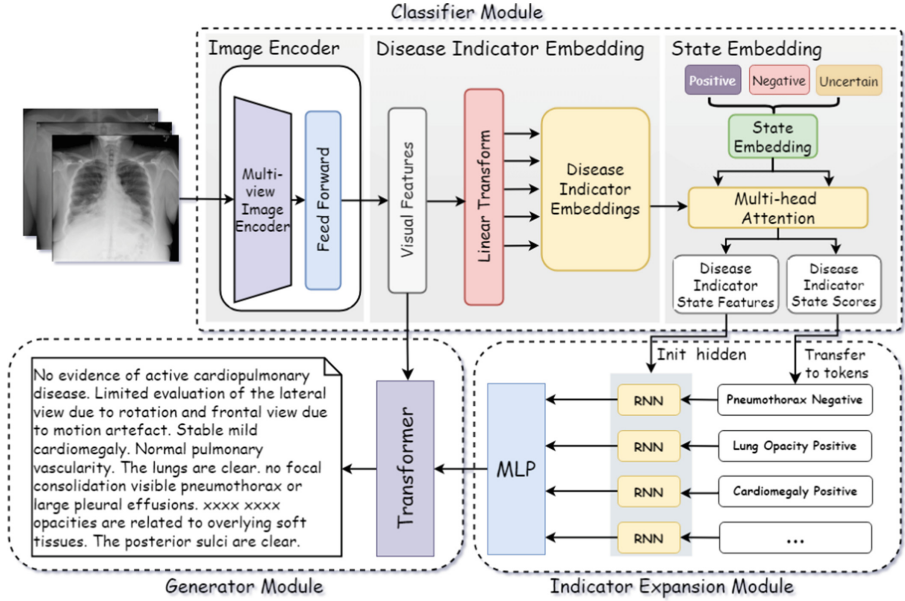 Classifier Module
Image Encoder
Disease Indicator Embedding
State Embedding
Multi-
view
Image
Encoder
Feed Forward
Visual Features
Linear Transform
Disease
Indicator
Embeddings
Positive
Negative
Uncertain
State
Embedding
Multi-head
Attention
Disease
Indicator
State Features
Disease
Indicator
State Scores
Init hidden
Transfer
to tokens
No evidence of active cardiopulmonary
disease. Limited evaluation of the lateral
view due to rotation and frontal view due
to motion artefact. Stable mild
cardiomegaly. Normal pulmonary
vascularity. The lungs are clear. no focal
consolidation visible pneumothorax or
large pleural effusions. xxxx xxxx
opacities are related to overlying soft
tissues. The posterior sulci are clear.
Transformer
MLP
RNN
Pneumothorax Negative
RNN
Lung Opacity Positive
RNN
Cardiomegaly Positive
RNN
...
Generator Module
Indicator Expansion Module